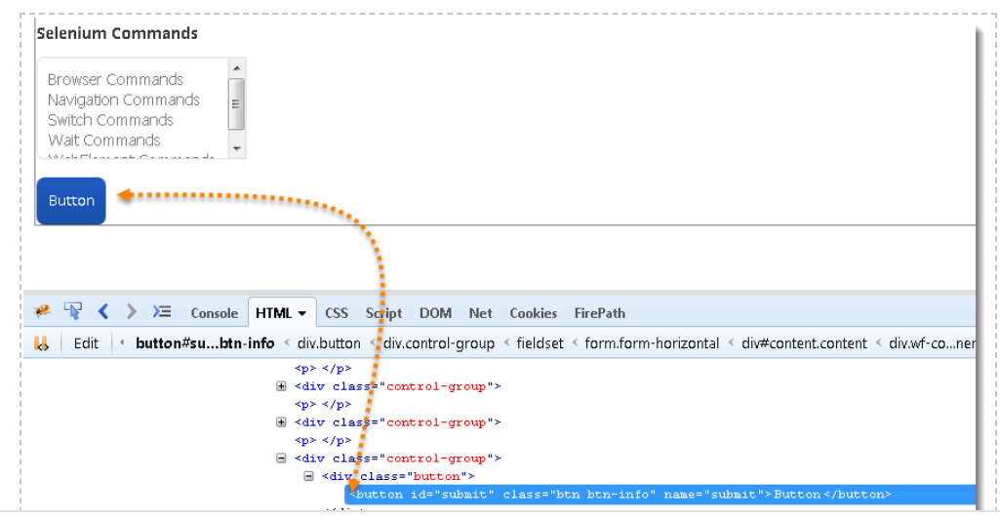 Selenium Commands
Browser Commands
Navigation Commands
Switch Commands
Wait Commands
WebElement Commands
Button
Console HTML CSS Script DOM Net Cookies FirePath
Edit button#su...btn-info < div.button < div.control-group < fieldset < form.form-horizontal < div#content.content < div.wf-co...ner
<p> </p>
<div class="control-group">
<p> </p>
<div class="control-group">
<p> </p>
<div class="control-group">
<div class="button">
<button id="submit" class="btn btn-info" name="submit">Button</button>